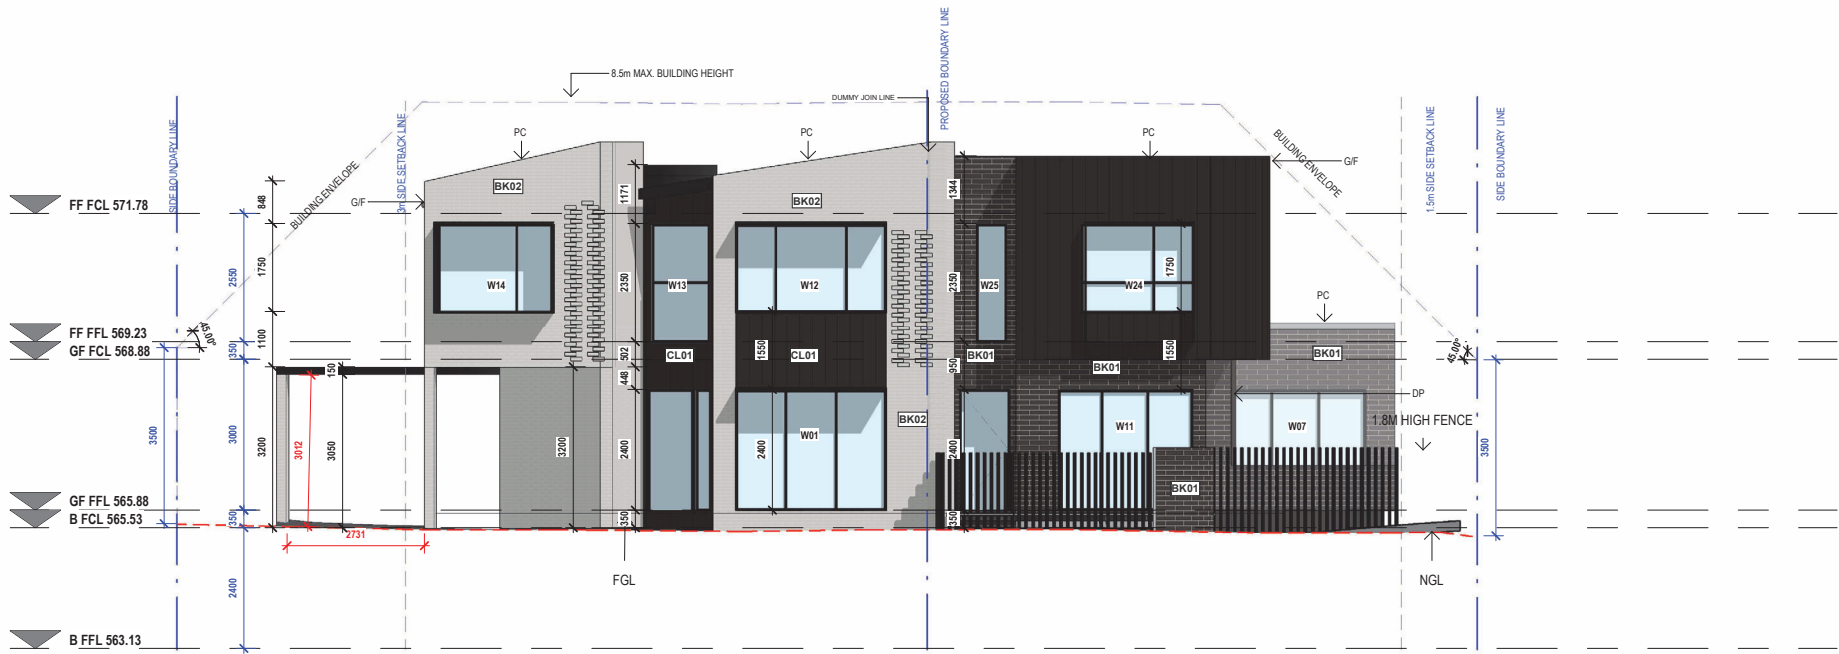 8.5m MAX. BUILDING HEIGHT
DUMMY JOIN LINE
PROPOSED BOUNDARY LINE
SIDE BOUNDARY LINE
BUILDING ENVELOPE
3m SIDE SETBACK LINE
PC
PC
PC
BUILDING ENVELOPE
G/F
1.5m SIDE SETBACK LINE
SIDE BOUNDARY LINE
FF FCL 571.78
848
G/F
BK02
1171
BK02
1344
2550
1750
W14
2350
W13
W12
2350
W25
W24
1750
PC
FF FFL 569.23
GF FCL 568.88
45.00°
350
1100
150
502
448
CL01
1550
CL01
950
BK01
BK01
1550
BK01
45.00°
DP
1.8M HIGH FENCE
3500
3000
3200
3012
3050
3200
2400
2400
W01
BK02
2400
W11
W07
3500
BK01
GF FFL 565.88
B FCL 565.53
350
2731
350
350
FGL
NGL
2400
B FFL 563.13